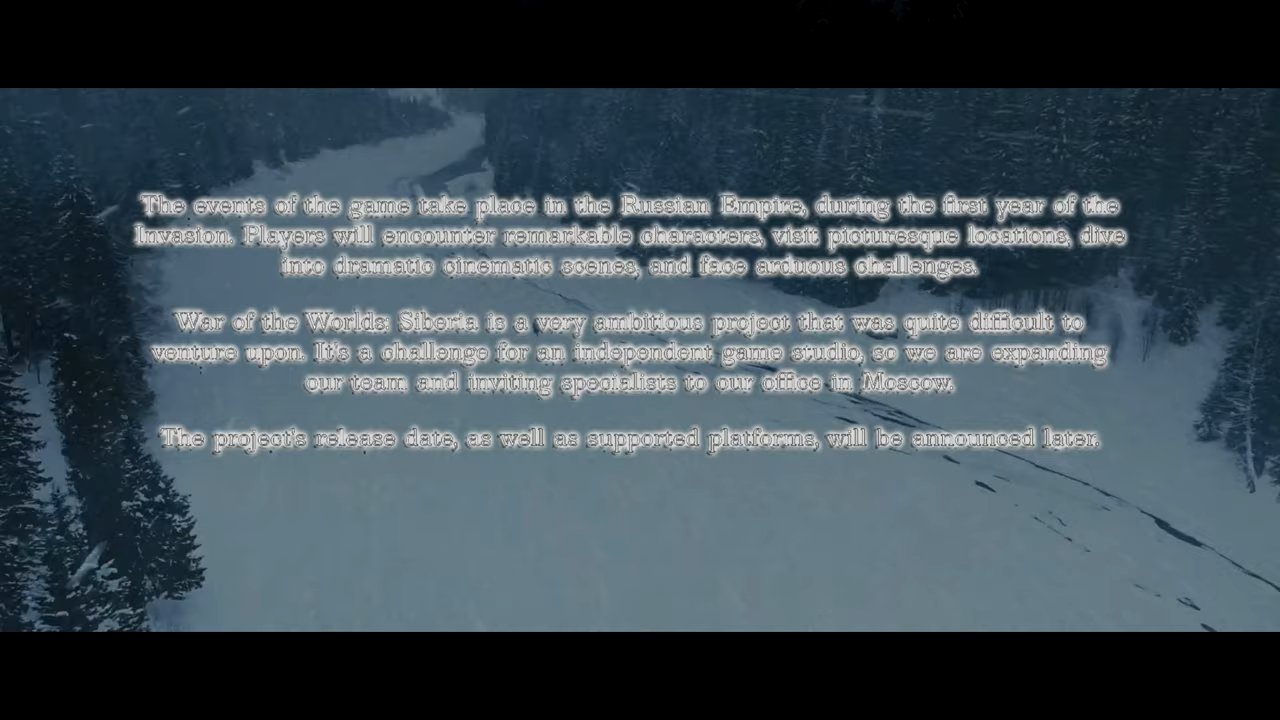 The events of the game take place in the Russian Empire, during the first year of the
Invasion. Players will encounter remarkable characters, visit picturesque locations, dive
into dramatic cinematic scenes, and face arduous challenges.
War of the Worlds: Siberia is a very ambitious project that was quite difficult to
venture upon. It's a challenge for an independent game studio, so we are expanding
our team and inviting specialists to our office in Moscow.
The project's release date, as well as supported platforms, will be announced later.